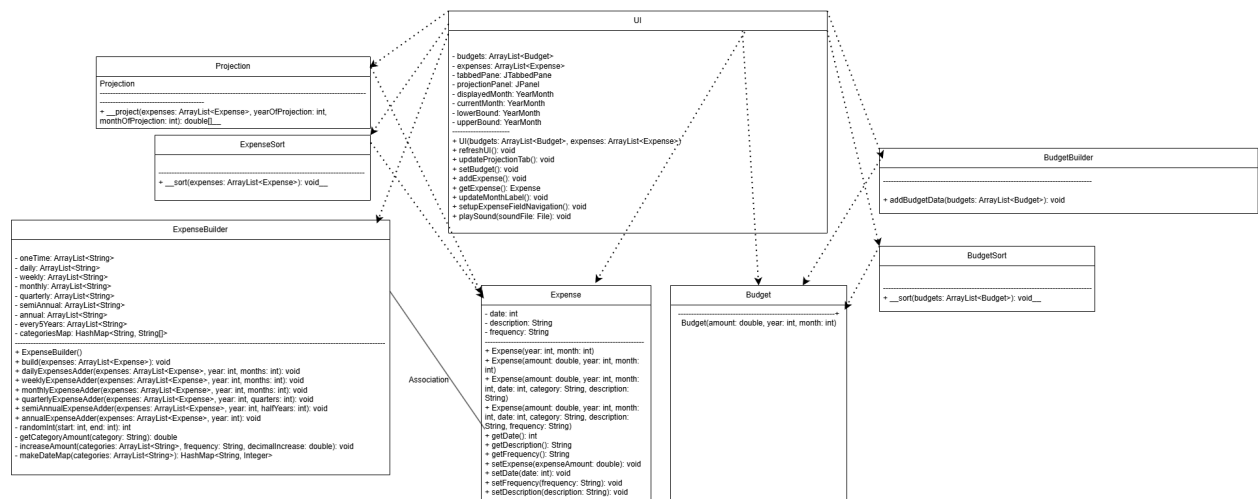 UI
- budgets: ArrayList<Budget>
- expenses: ArrayList<Expense>
- tabbedPane: JTabbedPane
- projectionPanel: JPanel
- displayedMonth: YearMonth
- currentMonth: YearMonth
- lowerBound: YearMonth
- upperBound: YearMonth
------------------------
+ UI(budgets: ArrayList<Budget>, expenses: ArrayList<Expense>)
+ refreshUI(): void
+ updateProjectionTab(): void
+ setBudget(): void
+ addExpense(): void
+ getExpense(): Expense
+ updateMonthLabel(): void
+ setupExpenseFieldNavigation(): void
+ playSound(soundFile: File): void
Projection
Projection
+ __project(expenses: ArrayList<Expense>, yearOfProjection: int,
monthOfProjection: int): double[]__
ExpenseSort
+ __sort(expenses: ArrayList<Expense>): void__
BudgetBuilder
+ addBudgetData(budgets: ArrayList<Budget>): void
BudgetSort
+ __sort(budgets: ArrayList<Budget>): void__
ExpenseBuilder
- oneTime: ArrayList<String>
- daily: ArrayList<String>
- weekly: ArrayList<String>
- monthly: ArrayList<String>
- quarterly: ArrayList<String>
- semiAnnual: ArrayList<String>
- annual: ArrayList<String>
- every5Years: ArrayList<String>
- categoriesMap: HashMap<String, String[]>
+ ExpenseBuilder()
+ build(expenses: ArrayList<Expense>): void
+ dailyExpensesAdder(expenses: ArrayList<Expense>, year: int, months: int): void
+ weeklyExpenseAdder(expenses: ArrayList<Expense>, year: int, months: int): void
+ monthlyExpenseAdder(expenses: ArrayList<Expense>, year: int, months: int): void
+ quarterlyExpenseAdder(expenses: ArrayList<Expense>, year: int, quarters: int): void
+ semiAnnualExpenseAdder(expenses: ArrayList<Expense>, year: int, halfYears: int): void
+ annualExpenseAdder(expenses: ArrayList<Expense>, year: int): void
- randomInt(start: int, end: int): int
- getCategoryAmount(category: String): double
- increaseAmount(categories: ArrayList<String>, frequency: String, decimalIncrease: double): void
- makeDateMap(categories: ArrayList<String>): HashMap<String, Integer>
Association
Expense
- date: int
- description: String
- frequency: String
+ Expense(year: int, month: int)
+ Expense(amount: double, year: int, month:
int)
+ Expense(amount: double, year: int, month:
int, date: int, category: String, description:
String)
+ Expense(amount: double, year: int, month:
int, date: int, category: String, description:
String, frequency: String)
+ getDate(): int
+ getDescription(): String
+ getFrequency(): String
+ setExpense(expenseAmount: double): void
+ setDate(date: int): void
+ setFrequency(frequency: String): void
+ setDescription(description: String): void
Budget
+
Budget(amount: double, year: int, month: int)